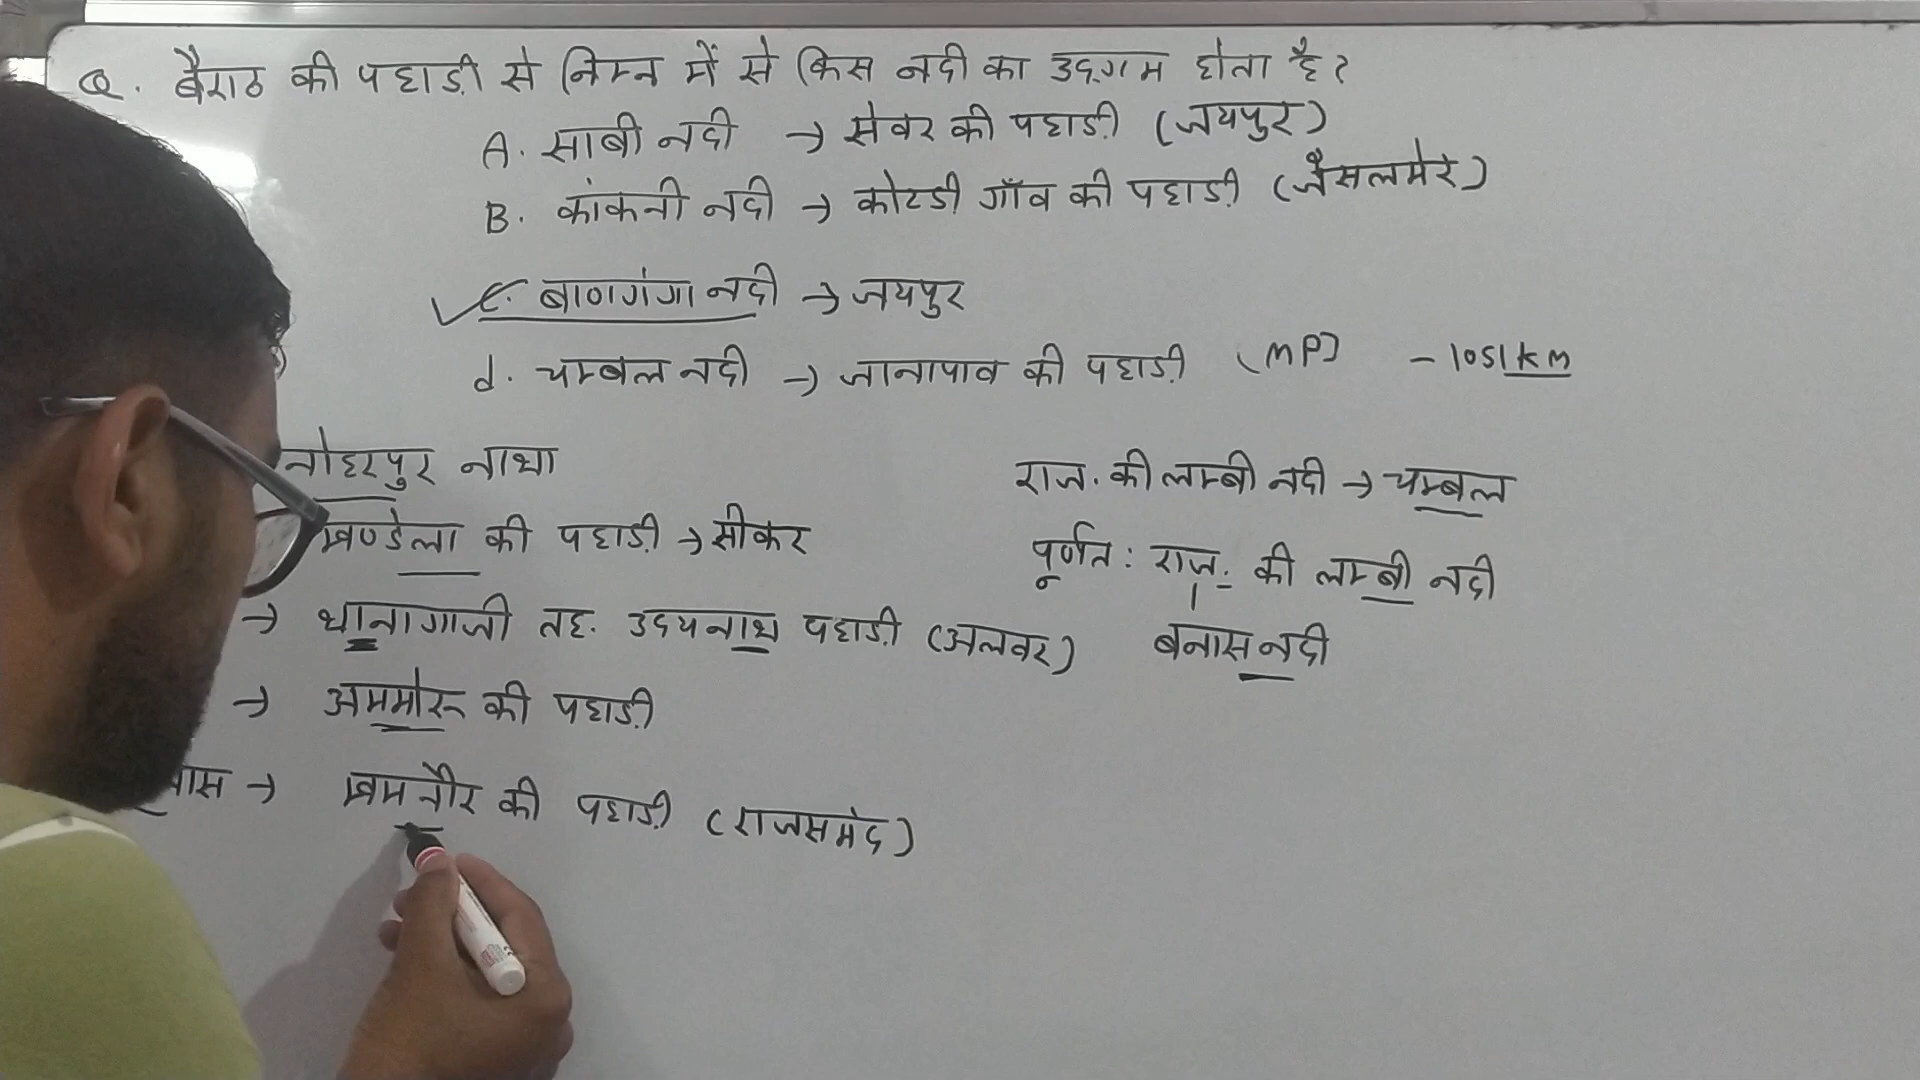 Q. बैराठ की पहाड़ी से निम्न में से किस नदी का उद्गम होता है?
A. साबी नदी → सेवर की पहाड़ी (जयपुर)
B. कांकनी नदी → कोटडी गाँव की पहाड़ी (जैसलमेर)
C. बाणगंगा नदी → जयपुर
d. चम्बल नदी → जानापाव की पहाड़ी (MP) - 1051 km
नोहरपुर नाथा
राज. की लम्बी नदी → चम्बल
खण्डेला की पहाड़ी → सीकर
पूर्णत: राज. की लम्बी नदी
→ थानागाजी तह. उदयनाथ पहाड़ी (अलवर)
बनास नदी
→ अममोरू की पहाड़ी
नास → खमनौर की पहाड़ी (राजसमंद)